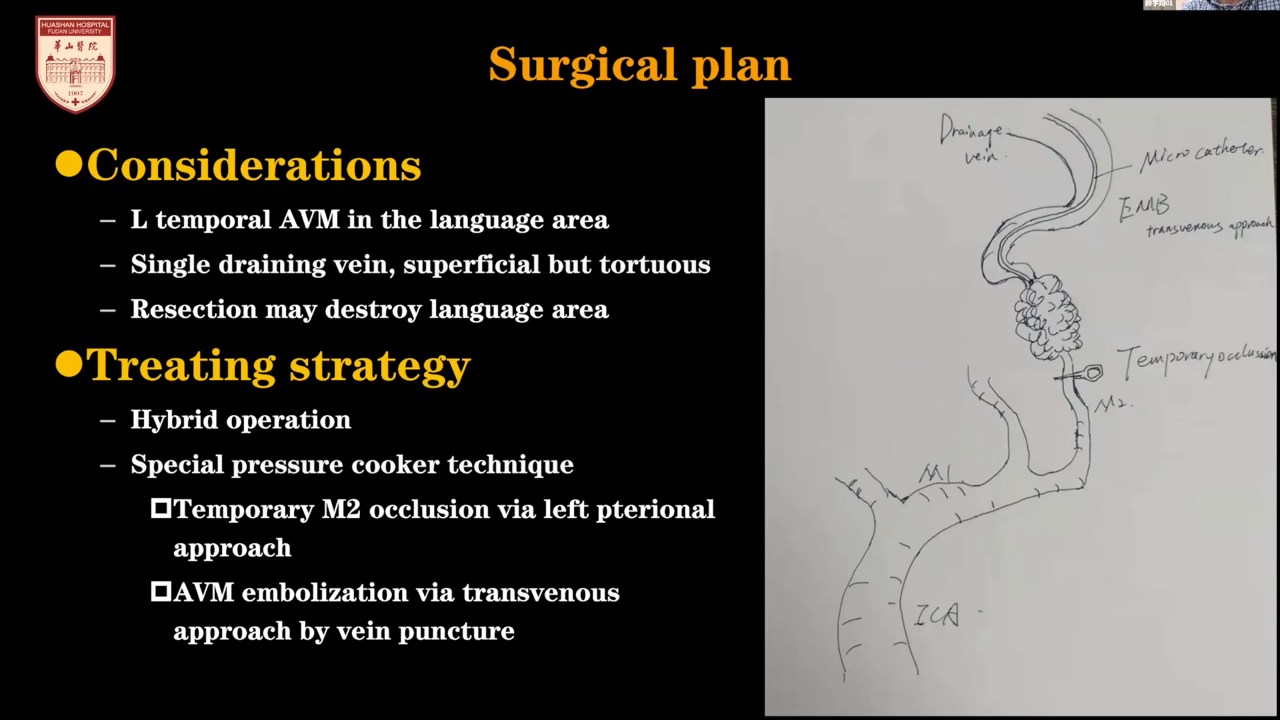 HUASHAN HOSPITAL
FUDAN UNIVERSITY
華山醫院
1907
Surgical plan
Considerations
– L temporal AVM in the language area
– Single draining vein, superficial but tortuous
– Resection may destroy language area
Treating strategy
– Hybrid operation
– Special pressure cooker technique
Temporary M2 occlusion via left pterional
approach
AVM embolization via transvenous
approach by vein puncture
Drainage
vein.
Micro catheter.
EMB
transvenous approach
Temporary occlussion
M2.
M1
ICA